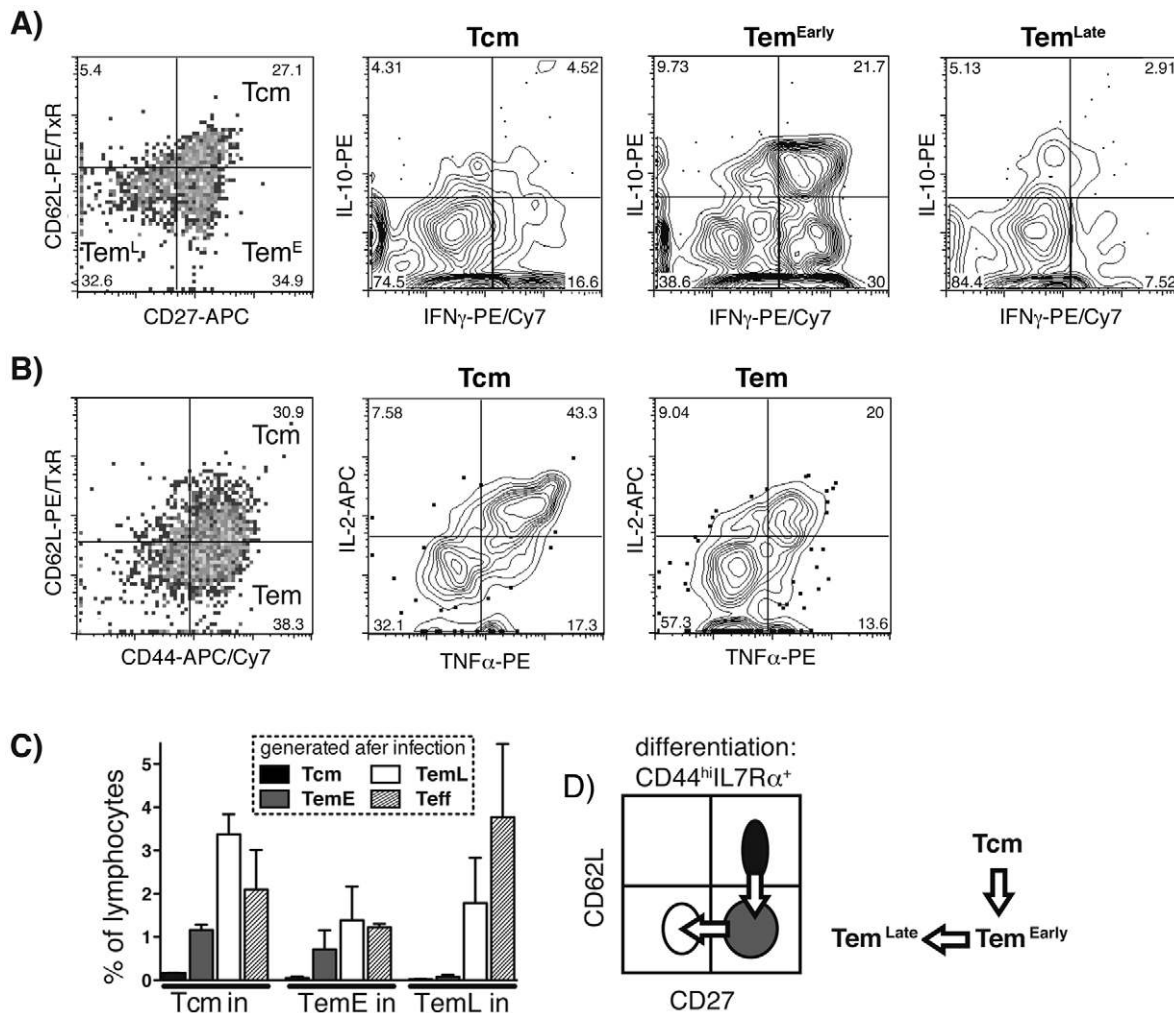 A)
Tcm
Tem^Early
Tem^Late
5.4
27.1
Tcm
Tem^L
Tem^E
32.6
34.9
CD62L-PE/TxR
CD27-APC
4.31
4.52
74.5
16.6
IL-10-PE
IFNγ-PE/Cy7
9.73
21.7
38.6
30
IL-10-PE
IFNγ-PE/Cy7
5.13
2.91
84.4
7.52
IL-10-PE
IFNγ-PE/Cy7
B)
Tcm
Tem
30.9
Tcm
Tem
38.3
CD62L-PE/TxR
CD44-APC/Cy7
7.58
43.3
32.1
17.3
IL-2-APC
TNFα-PE
9.04
20
57.3
13.6
IL-2-APC
TNFα-PE
C)
generated afer infection
Tcm
TemL
TemE
Teff
% of lymphocytes
5
4
3
2
1
0
Tcm in
TemE in
TemL in
D)
differentiation:
CD44^hiIL7Rα^+
CD62L
CD27
Tcm
Tem^Late
Tem^Early